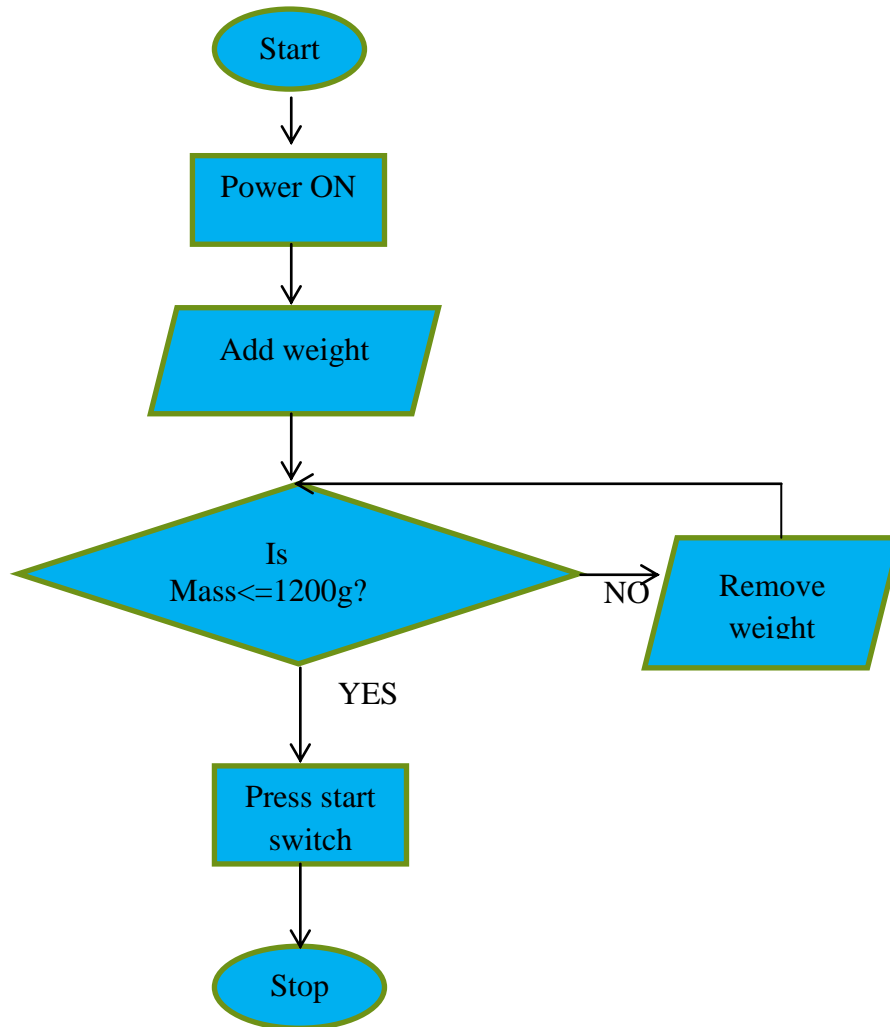 Start
Power ON
Add weight
Is
Mass<=1200g?
NO
Remove
weight
YES
Press start
switch
Stop